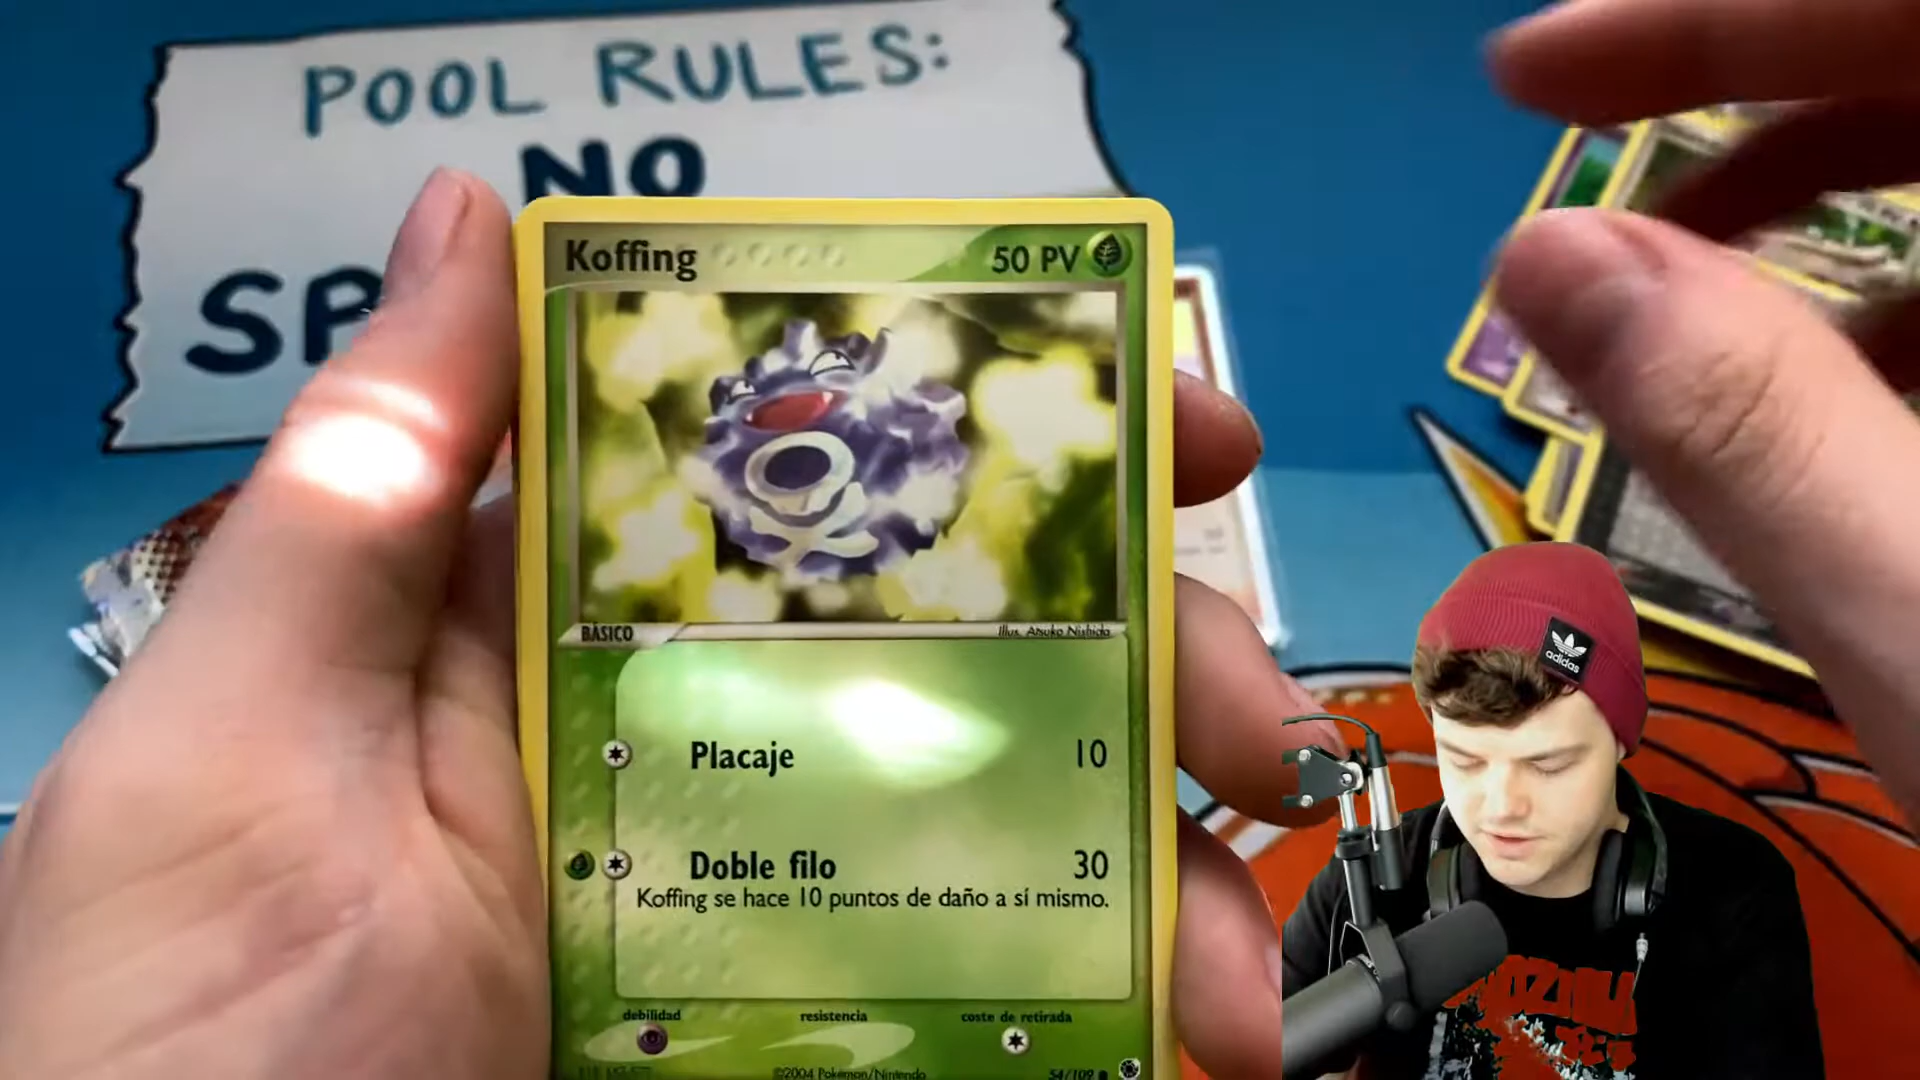 POOL RULES:
NO
SP
Koffing
50 PV
BÁSICO
Illus. Atsuko Nishida
Placaje 10
Doble filo 30
Koffing se hace 10 puntos de daño a sí mismo.
debilidad resistencia coste de retirada
©2004 Pokémon/Nintendo
54/109
adidas